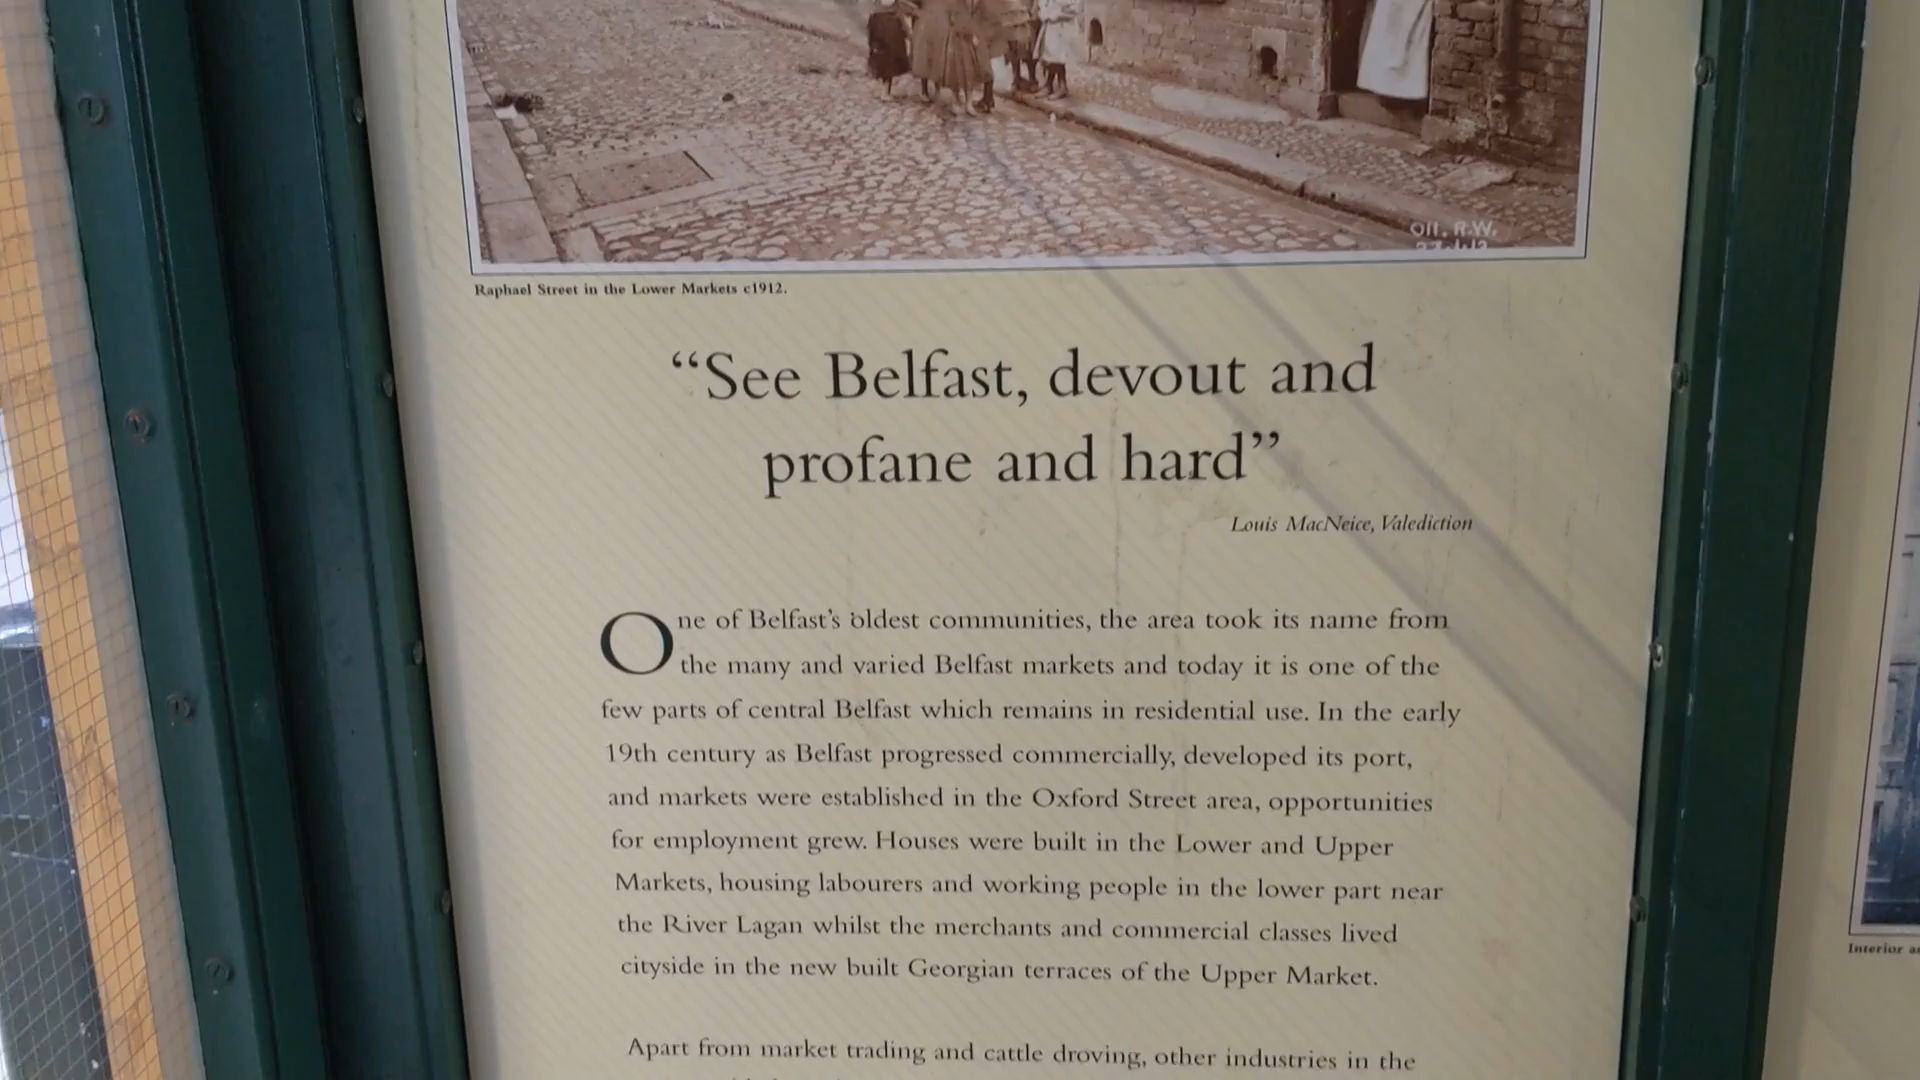 Raphael Street in the Lower Markets c1912.
“See Belfast, devout and
profane and hard”
Louis MacNeice, Valediction
One of Belfast’s oldest communities, the area took its name from
the many and varied Belfast markets and today it is one of the
few parts of central Belfast which remains in residential use. In the early
19th century as Belfast progressed commercially, developed its port,
and markets were established in the Oxford Street area, opportunities
for employment grew. Houses were built in the Lower and Upper
Markets, housing labourers and working people in the lower part near
the River Lagan whilst the merchants and commercial classes lived
cityside in the new built Georgian terraces of the Upper Market.
Apart from market trading and cattle droving, other industries in the
Interior